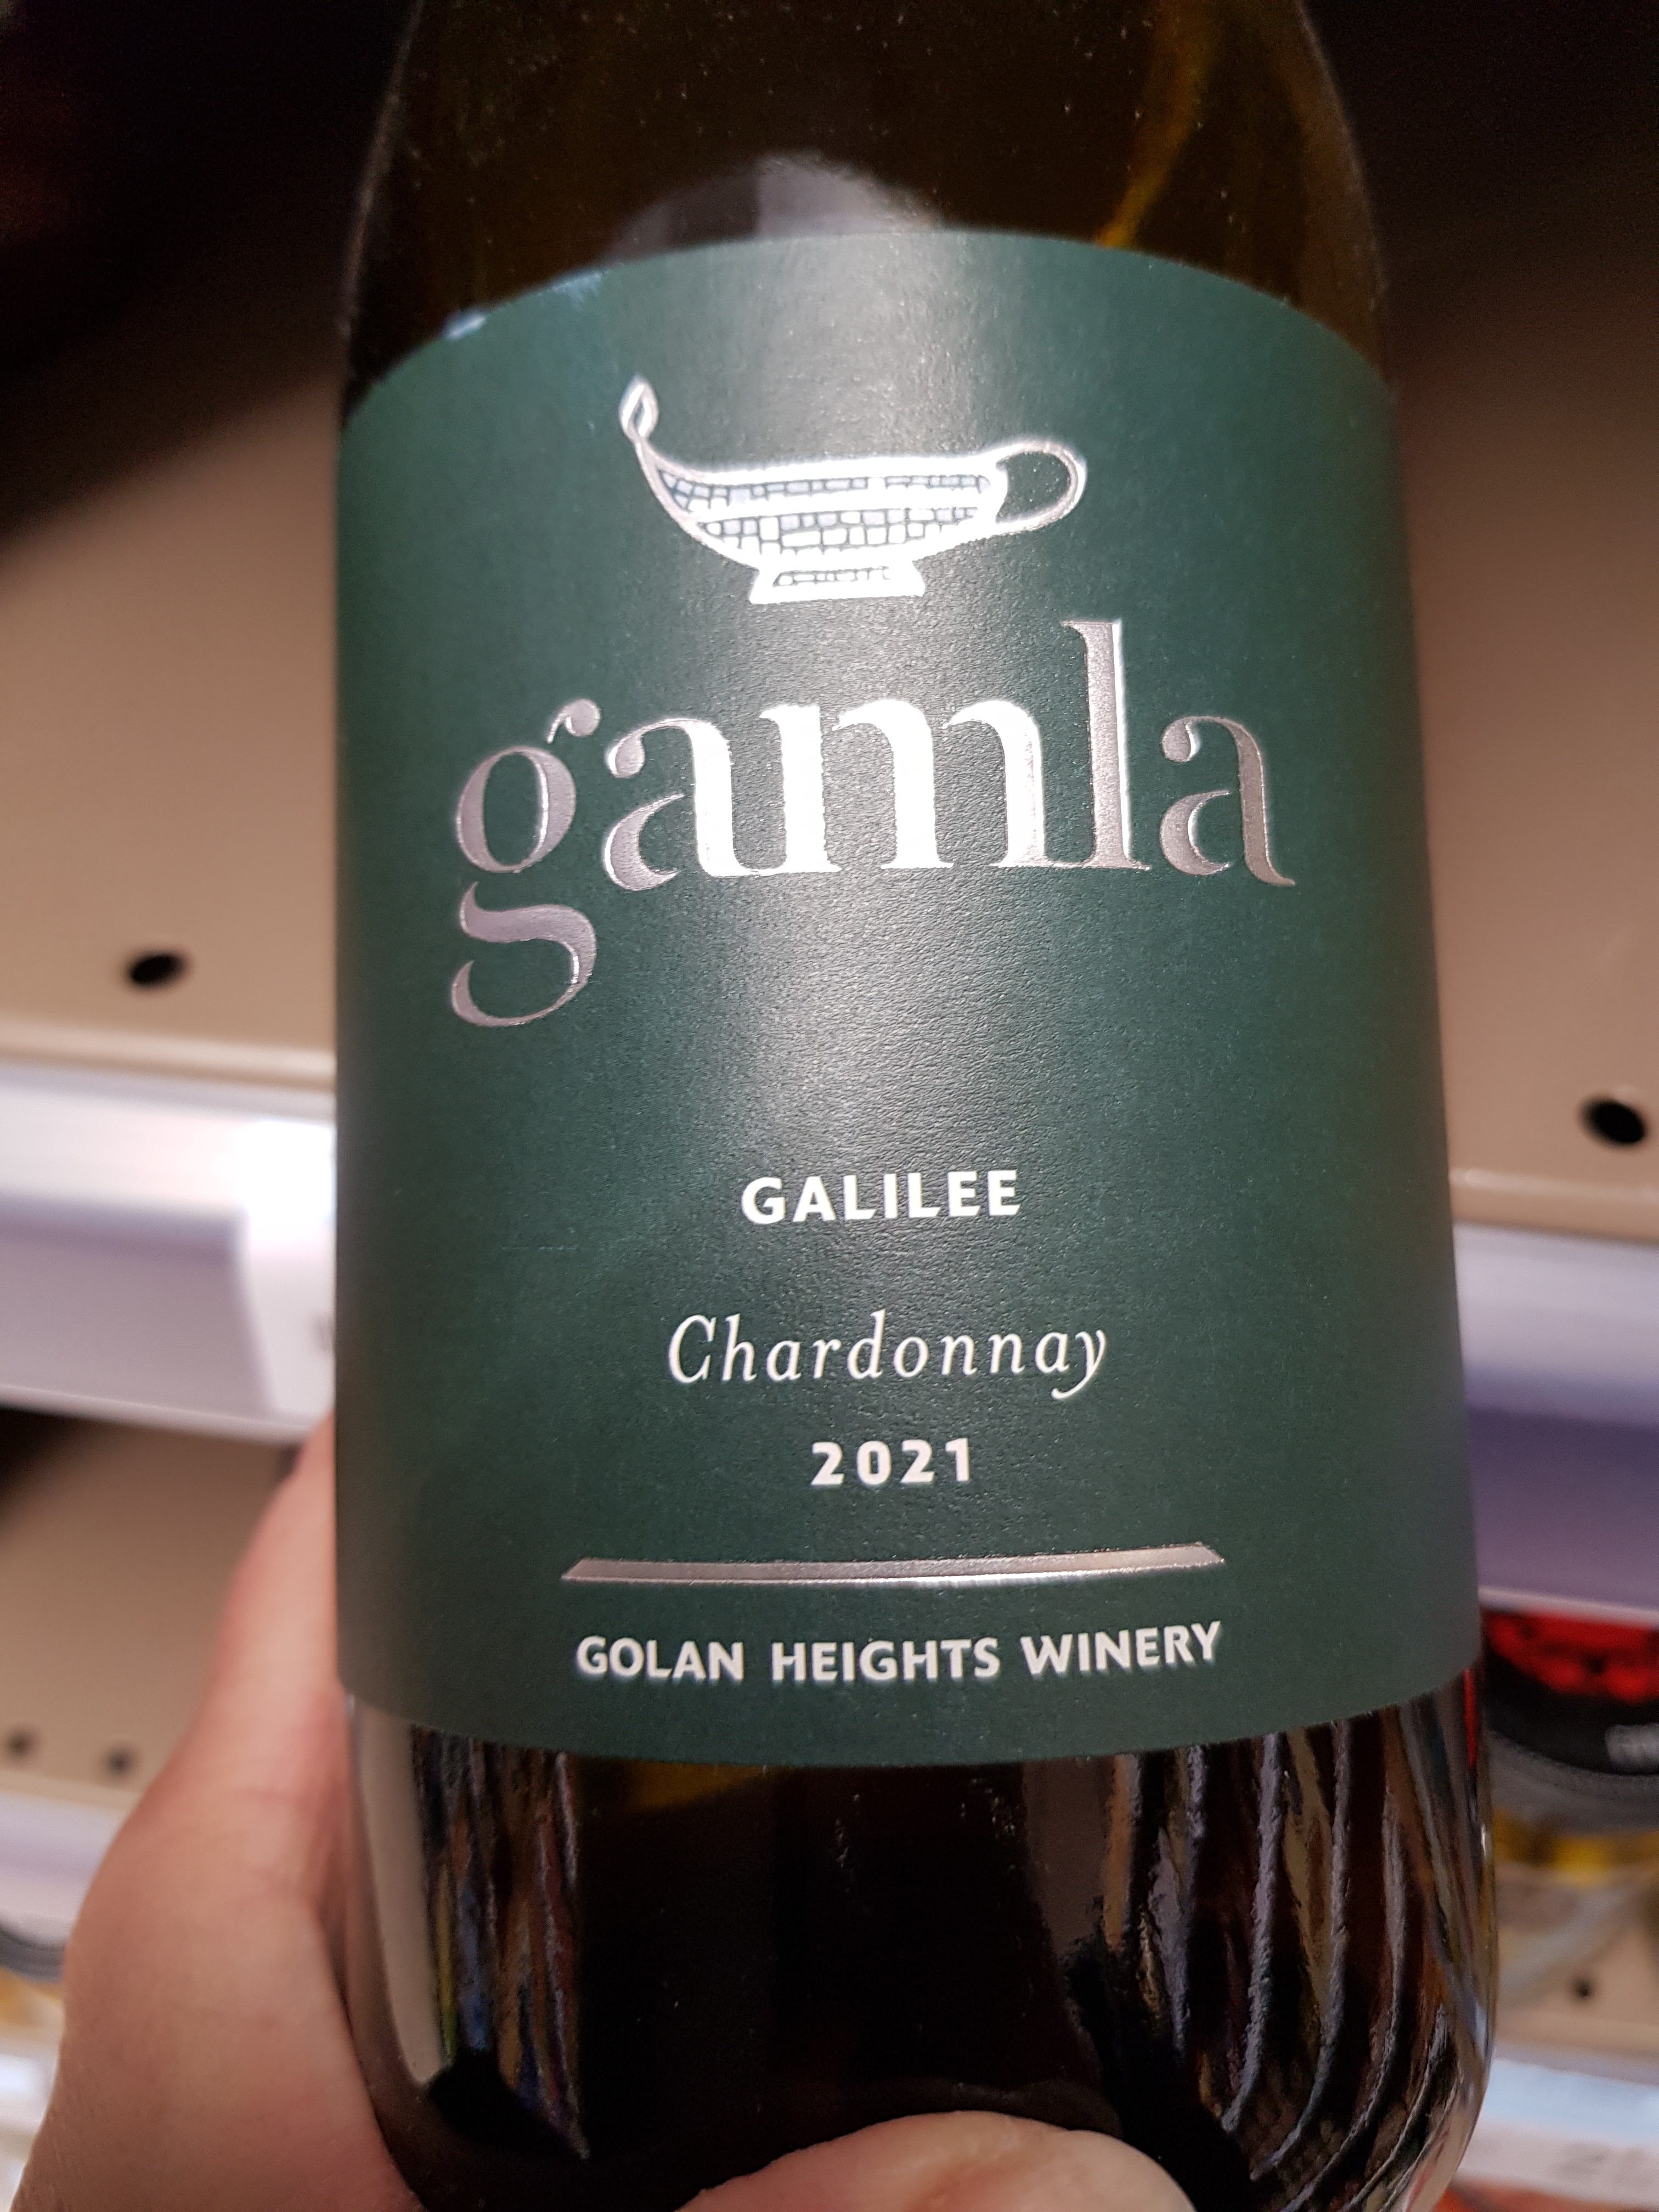 gamla
GALILEE
Chardonnay
2021
GOLAN HEIGHTS WINERY